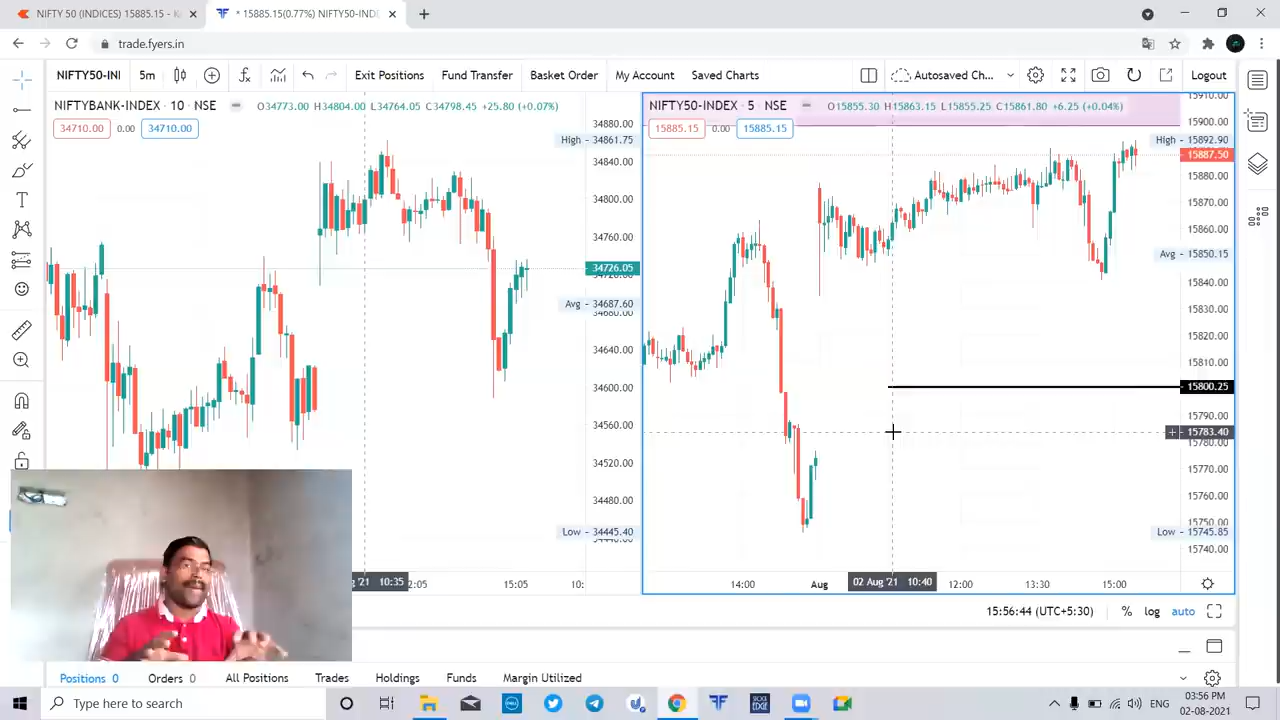 NIFTY 50 (INDICES) 15885.15 - K
* 15885.15(0.77%) NIFTY50-IND
trade.fyers.in
NIFTY50-INI 5m Exit Positions Fund Transfer Basket Order My Account Saved Charts Autosaved Ch... Logout
NIFTYBANK-INDEX · 10 · NSE O34773.00 H34804.00 L34764.05 C34798.45 +25.80 (+0.07%)
34710.00 0.00 34710.00
34880.00
High - 34861.75
34840.00
34800.00
34760.00
34726.05
Avg - 34687.60
34680.00
34640.00
34600.00
34560.00
34520.00
34480.00
Low - 34445.40
'21 10:35 15:05 10:
NIFTY50-INDEX · 5 · NSE O15855.30 H15863.15 L15855.25 C15861.80 +6.25 (+0.04%)
15885.15 0.00 15885.15
15910.00
15900.00
High - 15892.90
15887.50
15880.00
15870.00
15860.00
Avg - 15850.15
15840.00
15830.00
15820.00
15810.00
15800.25
15790.00
15783.40
15780.00
15770.00
15760.00
15750.00
Low - 15745.85
15740.00
14:00 Aug 02 Aug '21 10:40 12:00 13:30 15:00
15:56:44 (UTC+5:30) % log auto
Positions 0 Orders 0 All Positions Trades Holdings Funds Margin Utilized
Type here to search
ENG
03:56 PM
02-08-2021